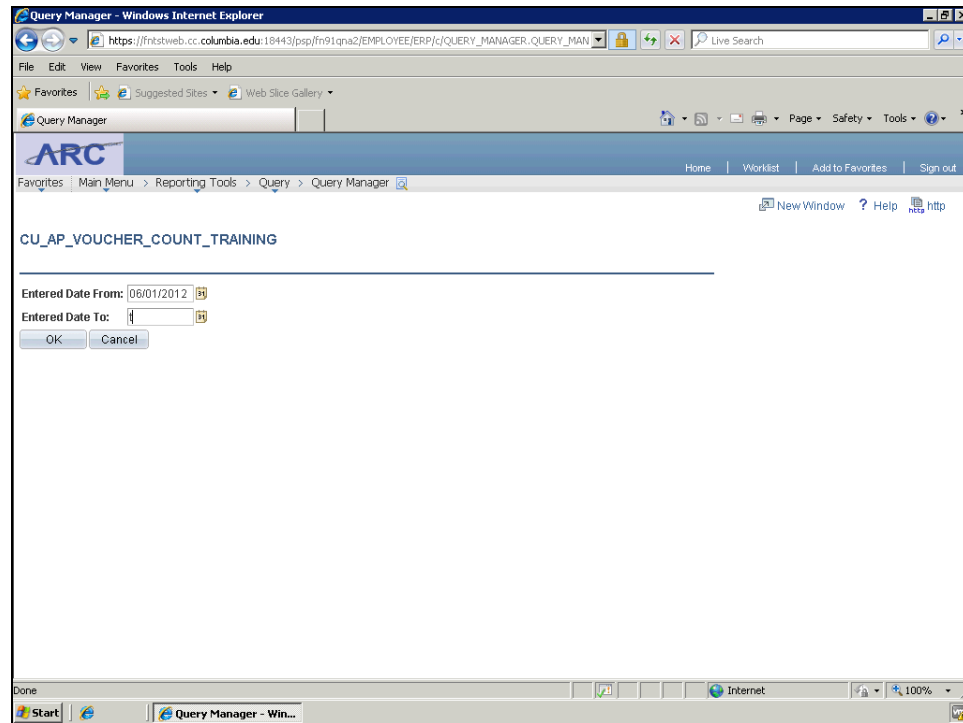 Query Manager - Windows Internet Explorer
https://fntstweb.cc.columbia.edu:18443/psp/fn91qna2/EMPLOYEE/ERP/c/QUERY_MANAGER.QUERY_MAN
Live Search
File Edit View Favorites Tools Help
Favorites Suggested Sites Web Slice Gallery
Query Manager
Page Safety Tools
ARC
Home | Worklist | Add to Favorites | Sign out
Favorites Main Menu > Reporting Tools > Query > Query Manager
New Window ? Help http
CU_AP_VOUCHER_COUNT_TRAINING
Entered Date From: 06/01/2012
Entered Date To: t
OK Cancel
Done Internet 100%
Start Query Manager - Win...